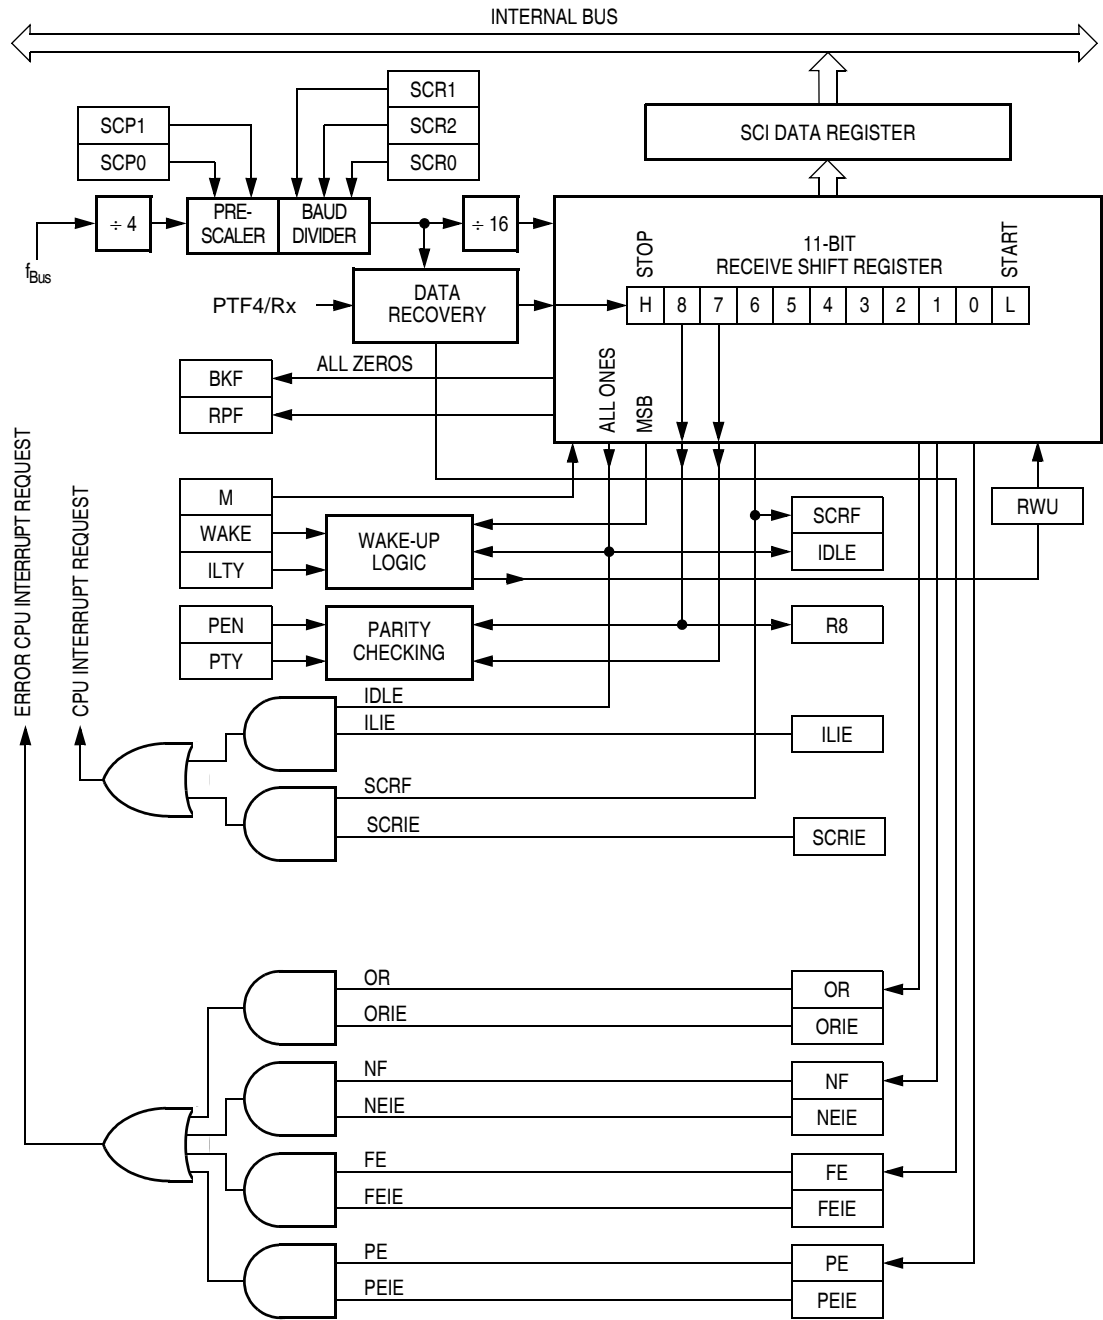 INTERNAL BUS
SCR1
SCP1
SCR2
SCI DATA REGISTER
SCP0
SCR0
÷ 4
PRE-
SCALER
BAUD
DIVIDER
÷ 16
STOP
11-BIT
RECEIVE SHIFT REGISTER
START
fBus
PTF4/Rx
DATA
RECOVERY
H 8 7 6 5 4 3 2 1 0 L
ALL ZEROS
BKF
RPF
ALL ONES
MSB
ERROR CPU INTERRUPT REQUEST
CPU INTERRUPT REQUEST
M
WAKE
ILTY
WAKE-UP
LOGIC
SCRF
IDLE
RWU
PEN
PTY
PARITY
CHECKING
R8
IDLE
ILIE
ILIE
SCRF
SCRIE
SCRIE
OR
OR
ORIE
ORIE
NF
NF
NEIE
NEIE
FE
FE
FEIE
FEIE
PE
PE
PEIE
PEIE